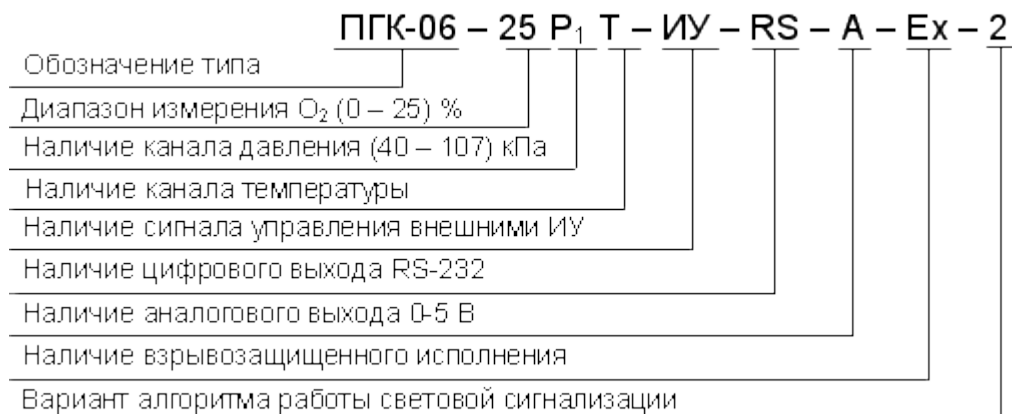 ПГК-06 – 25 P₁ T – ИУ – RS – A – Ex – 2
Обозначение типа
Диапазон измерения O₂ (0 – 25) %
Наличие канала давления (40 – 107) кПа
Наличие канала температуры
Наличие сигнала управления внешними ИУ
Наличие цифрового выхода RS-232
Наличие аналогового выхода 0-5 В
Наличие взрывозащищенного исполнения
Вариант алгоритма работы световой сигнализации